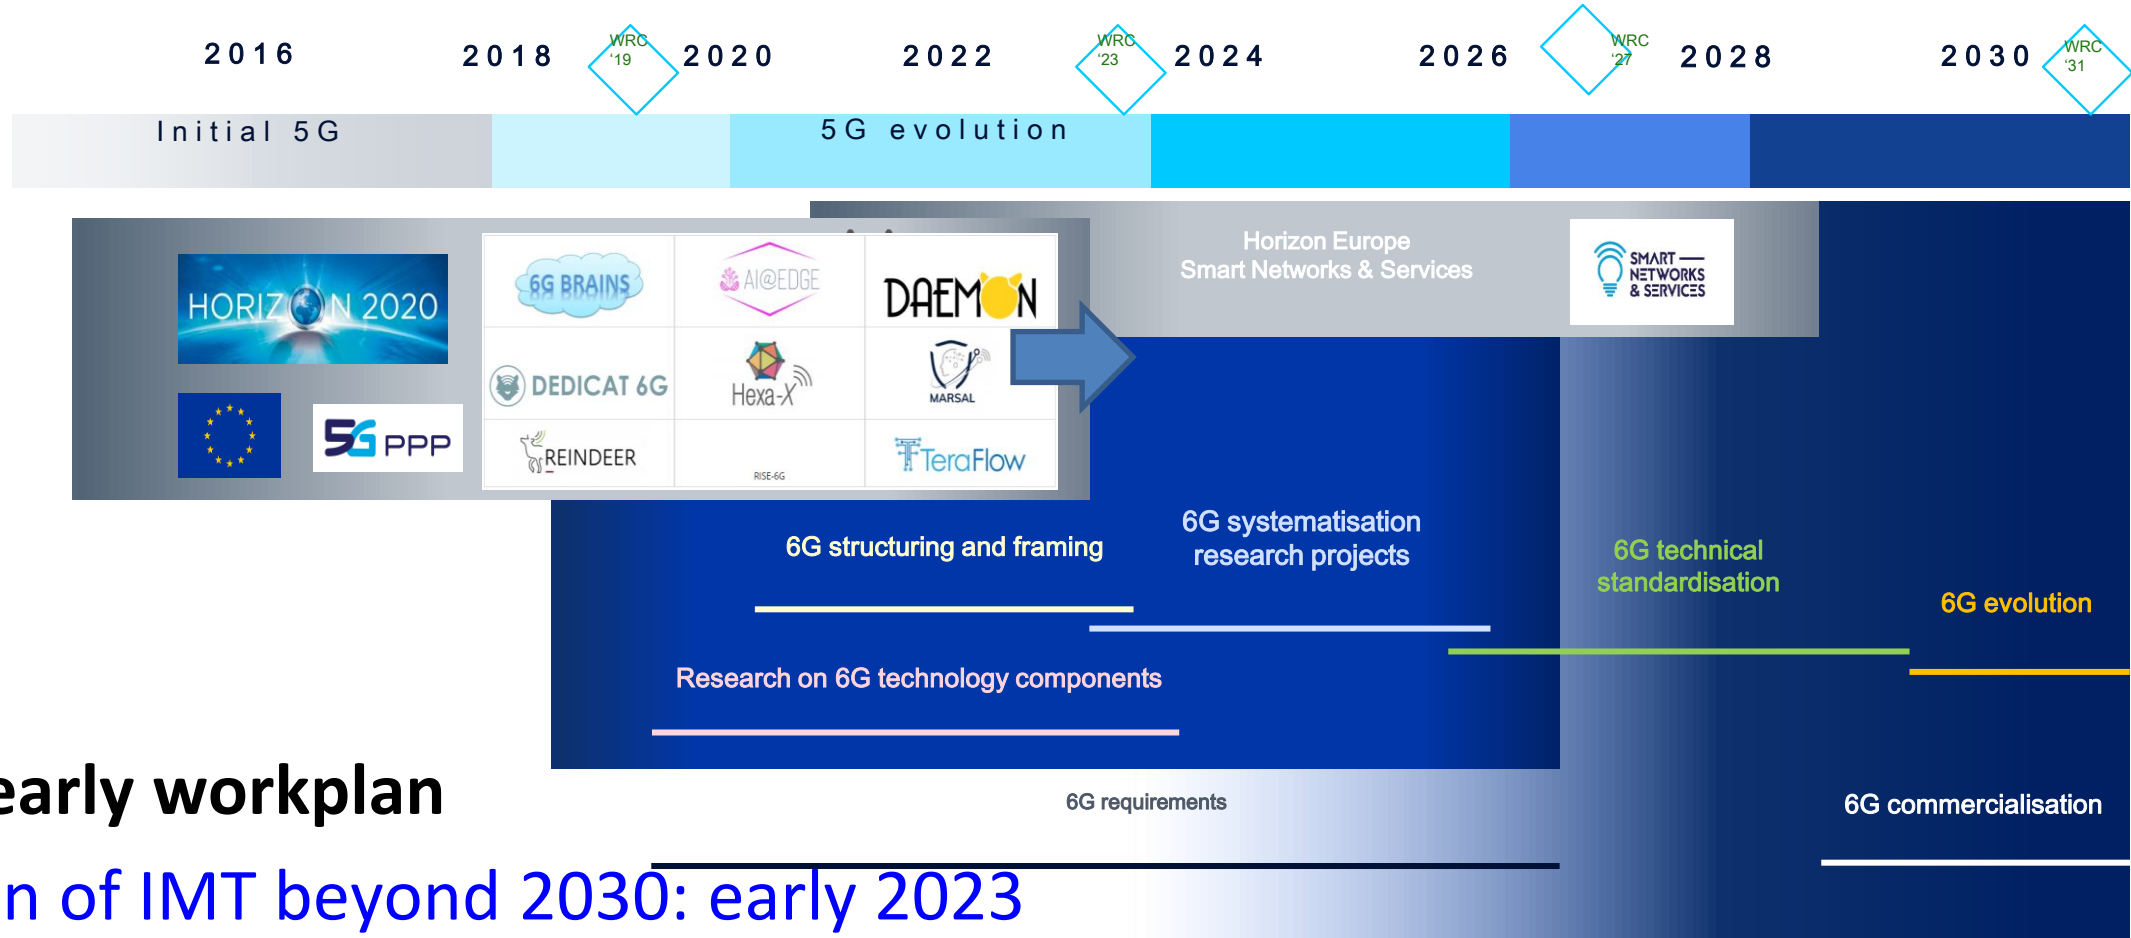 2016
2018
WRC
‘19
2020
2022
WRC
‘23
2024
2026
WRC
‘27
2028
2030
WRC
‘31
Initial 5G
5G evolution
Horizon Europe
Smart Networks & Services
SMART
NETWORKS
& SERVICES
HORIZON 2020
5G PPP
6G BRAINS
AI@EDGE
DAEMON
DEDICAT 6G
Hexa-X
MARSAL
REINDEER
RISE-6G
TeraFlow
6G structuring and framing
6G systematisation
research projects
6G technical
standardisation
6G evolution
Research on 6G technology components
6G requirements
6G commercialisation
early workplan
n of IMT beyond 2030: early 2023